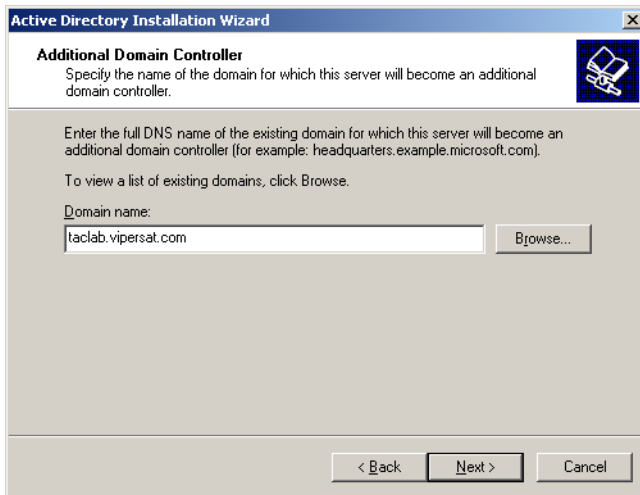 Active Directory Installation Wizard
Additional Domain Controller
Specify the name of the domain for which this server will become an additional
domain controller.
Enter the full DNS name of the existing domain for which this server will become an
additional domain controller (for example: headquarters.example.microsoft.com).
To view a list of existing domains, click Browse.
Domain name:
taclab.vipersat.com
Browse...
< Back
Next >
Cancel